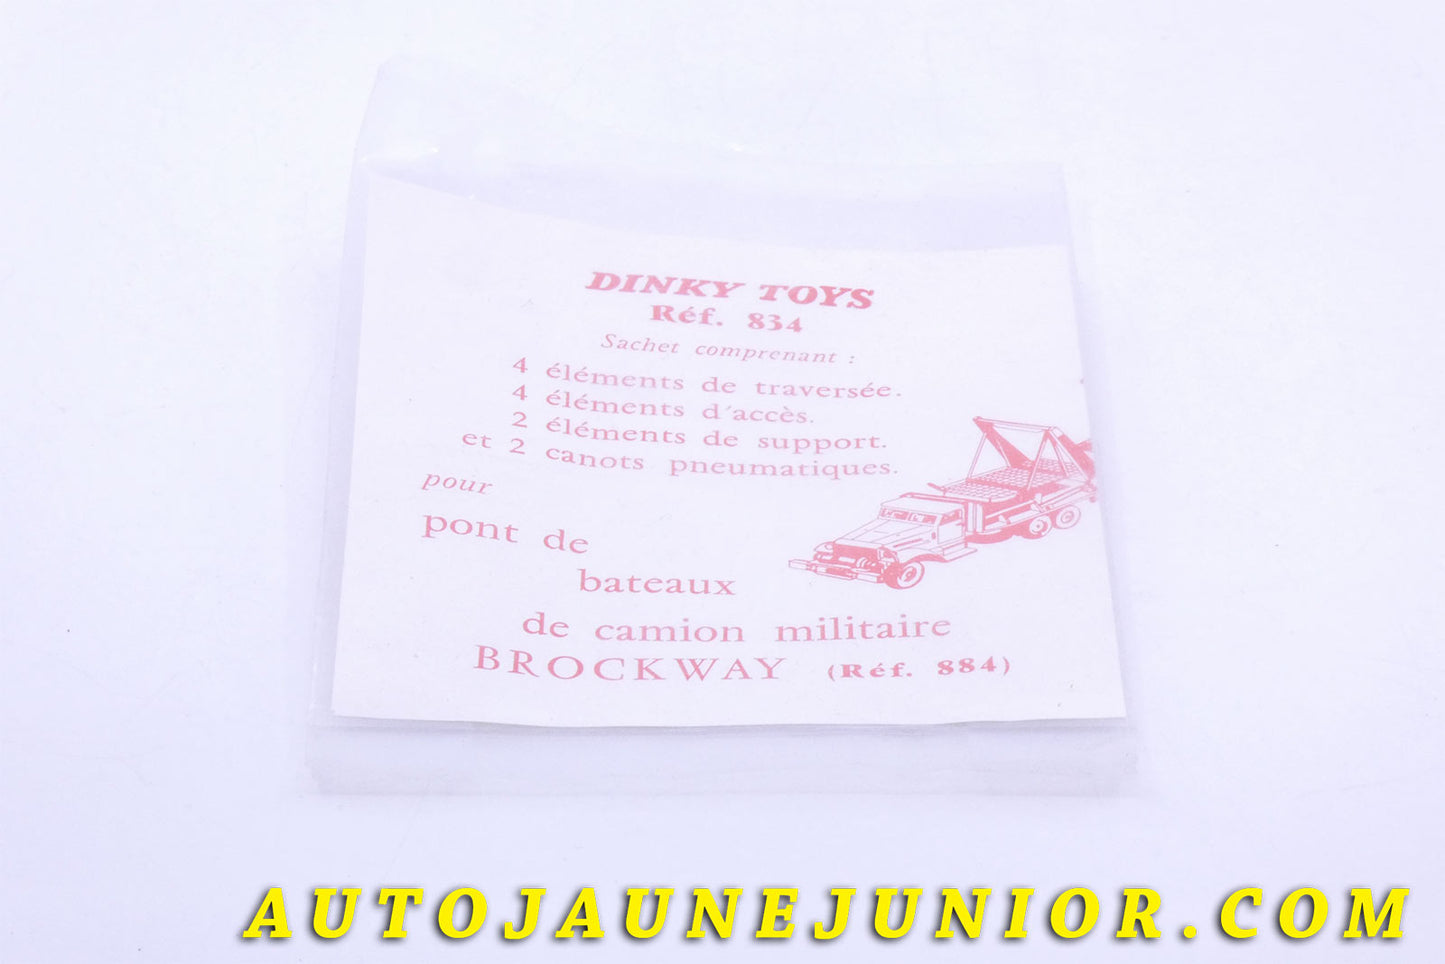 DINKY TOYS
Réf. 834
Sachet comprenant :
4 éléments de traversée.
4 éléments d'accès.
2 éléments de support.
et 2 canots pneumatiques.
pour
pont de
bateaux
de camion militaire
BROCKWAY (Réf. 884)
AUTOJAUNEJUNIOR.COM